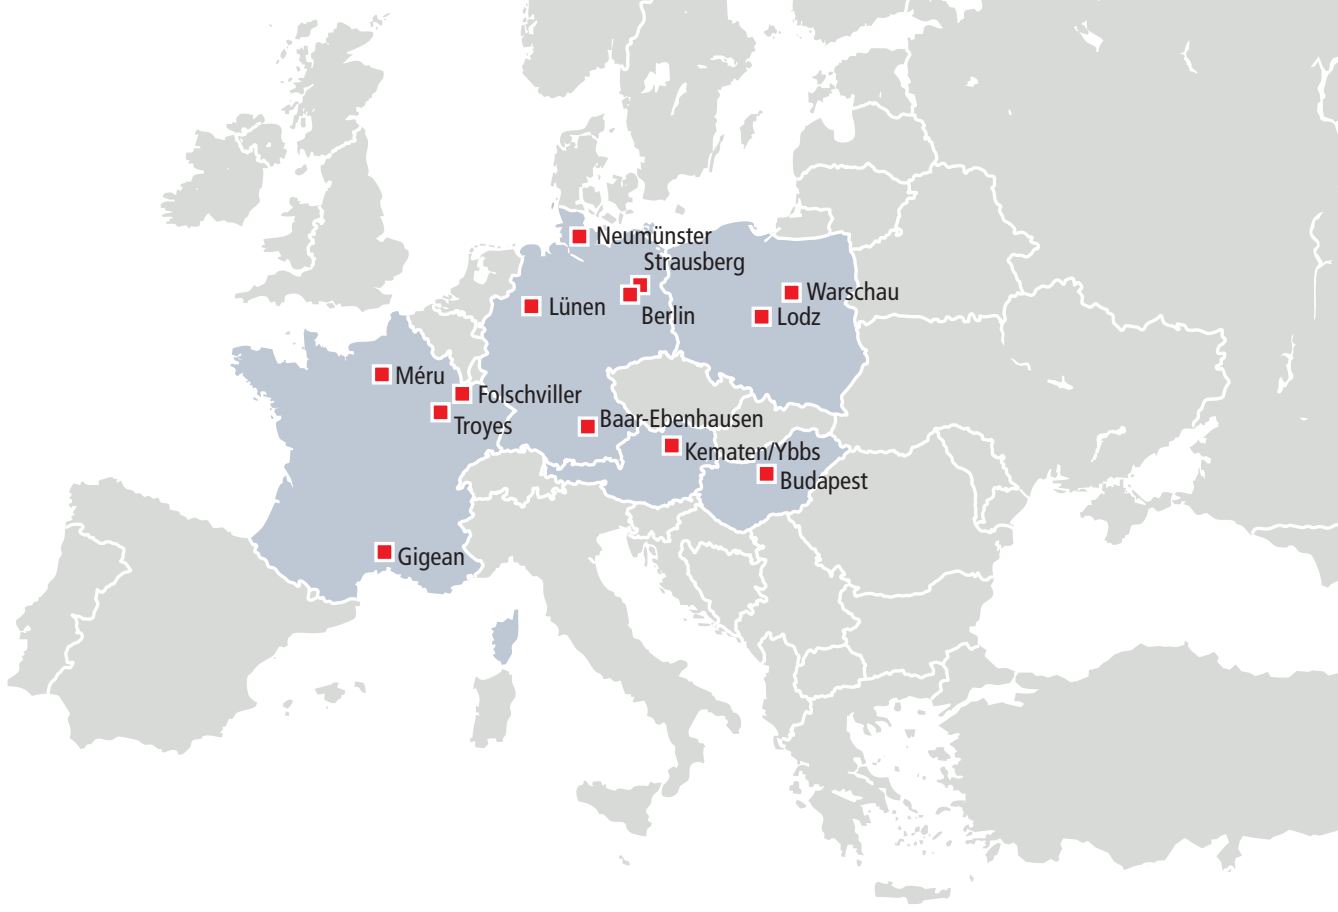 Neumünster
Strausberg
Warschau
Lünen
Berlin
Lodz
Méru
Folschviller
Troyes
Baar-Ebenhausen
Kematen/Ybbs
Budapest
Gigean